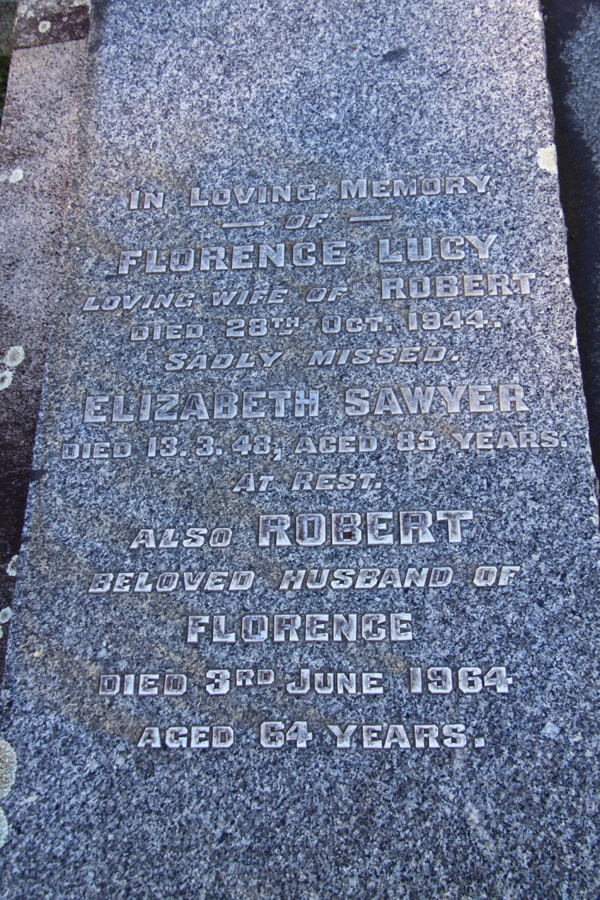 In Loving Memory
— OF —
FLORENCE LUCY
LOVING WIFE OF ROBERT
DIED 28TH OCT. 1944.
SADLY MISSED.
ELIZABETH SAWYER
DIED 13.3.48, AGED 85 YEARS.
AT REST.
ALSO ROBERT
BELOVED HUSBAND OF
FLORENCE
DIED 3RD JUNE 1964
AGED 64 YEARS.